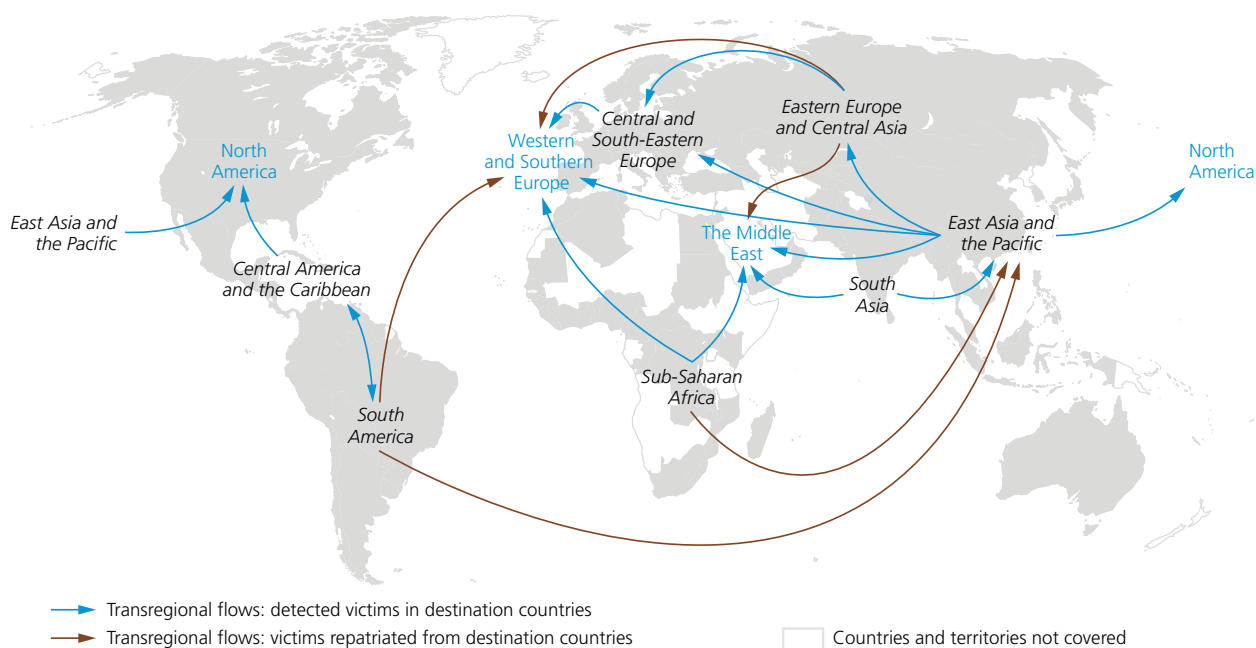 Eastern Europe
and Central Asia
Central and
South-Eastern
Europe
Western
and Southern
Europe
North
America
North
America
East Asia and
the Pacific
East Asia and
the Pacific
The Middle
East
Central America
and the Caribbean
South
Asia
Sub-Saharan
Africa
South
America
Transregional flows: detected victims in destination countries
Transregional flows: victims repatriated from destination countries
Countries and territories not covered